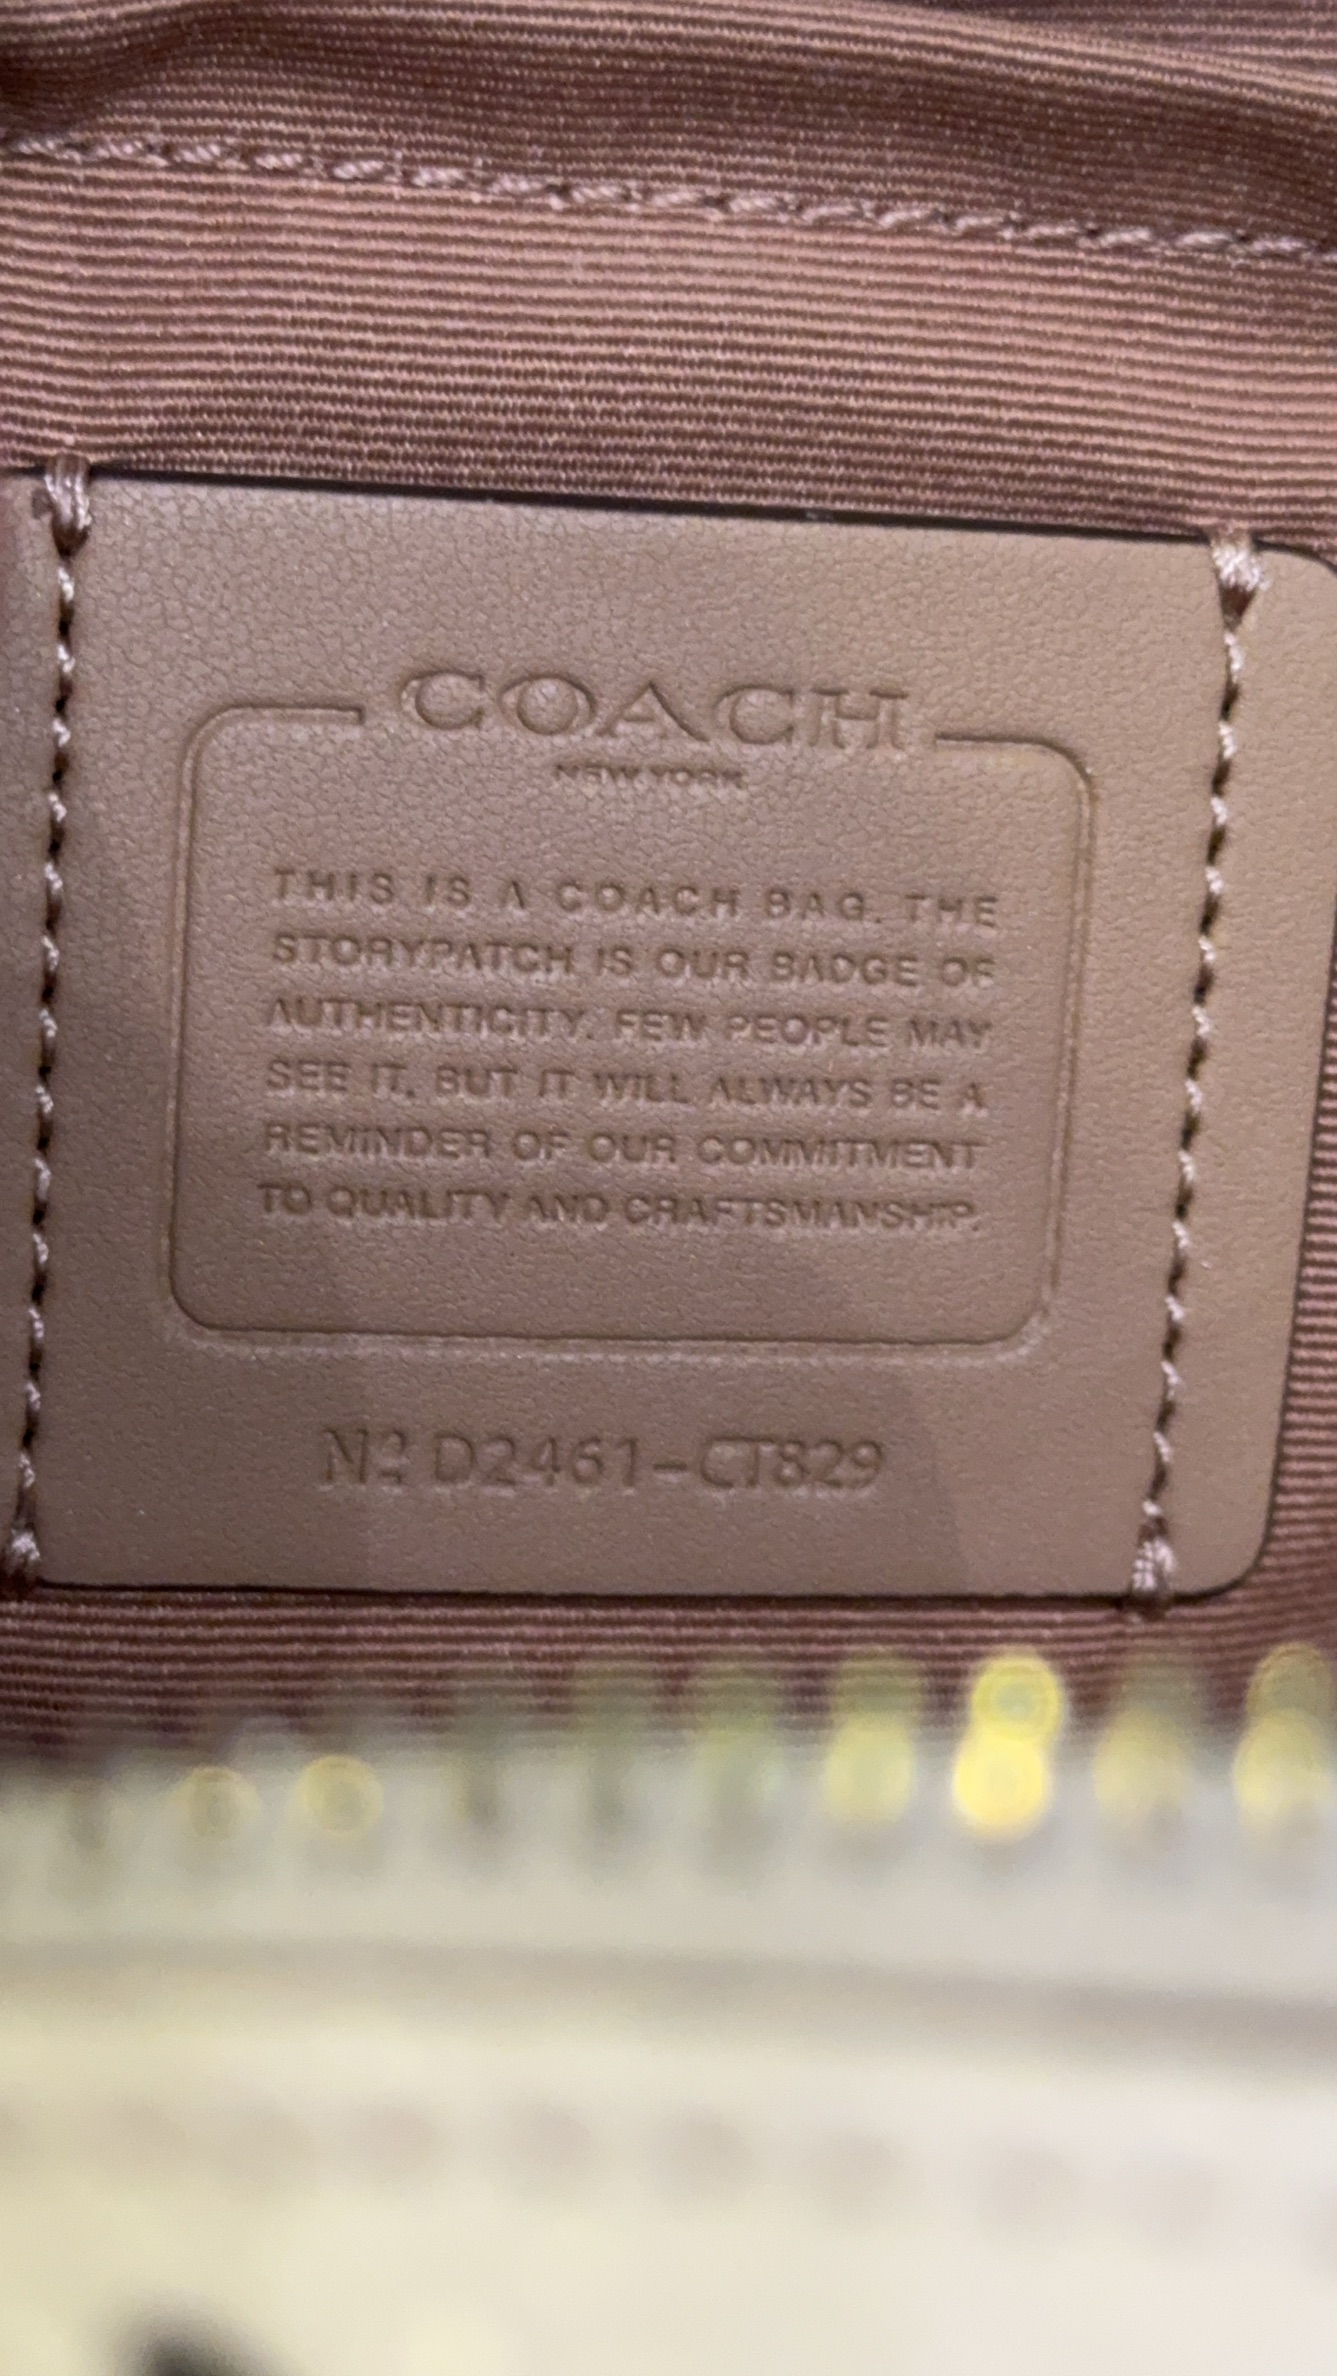 COACH
NEW YORK
THIS IS A COACH BAG. THE
STORYPATCH IS OUR BADGE OF
AUTHENTICITY. FEW PEOPLE MAY
SEE IT, BUT IT WILL ALWAYS BE A
REMINDER OF OUR COMMITMENT
TO QUALITY AND CRAFTSMANSHIP.
Nº D2461-CT829